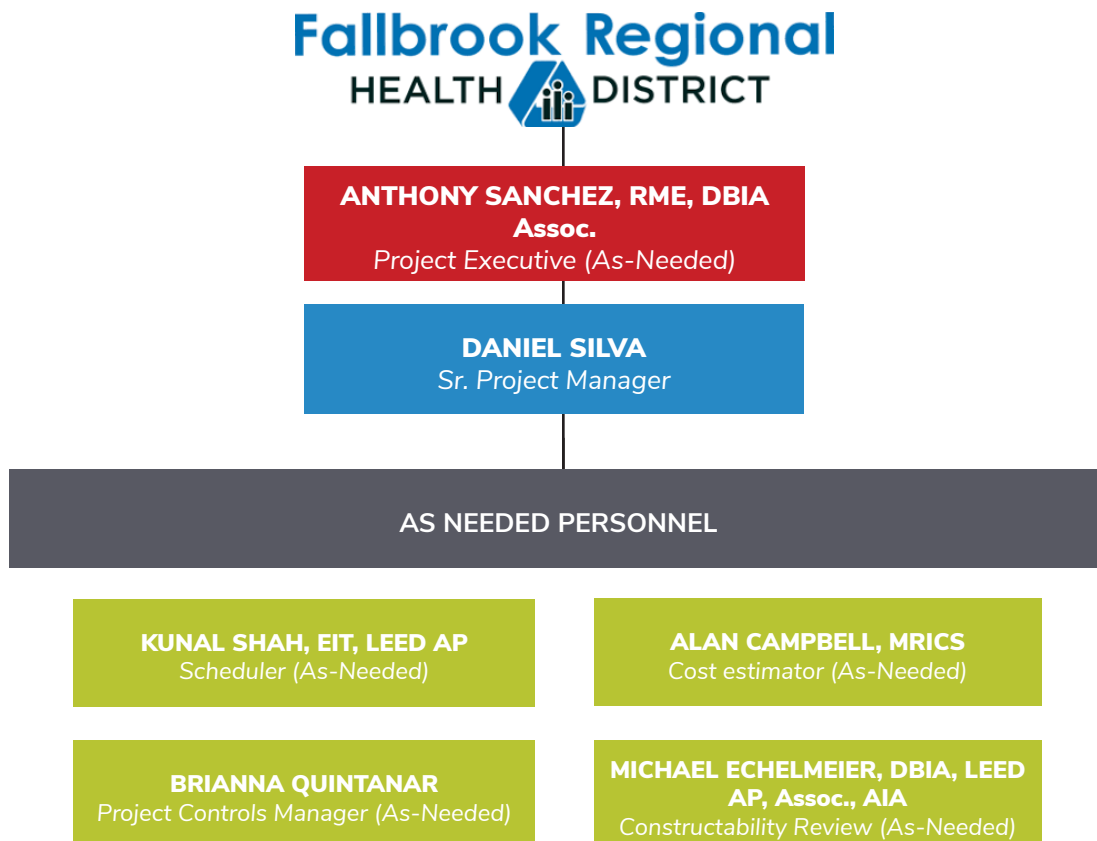 Fallbrook Regional
HEALTH DISTRICT
ANTHONY SANCHEZ, RME, DBIA
Assoc.
Project Executive (As-Needed)
DANIEL SILVA
Sr. Project Manager
AS NEEDED PERSONNEL
KUNAL SHAH, EIT, LEED AP
Scheduler (As-Needed)
ALAN CAMPBELL, MRICS
Cost estimator (As-Needed)
BRIANNA QUINTANAR
Project Controls Manager (As-Needed)
MICHAEL ECHELMEIER, DBIA, LEED
AP, Assoc., AIA
Constructability Review (As-Needed)